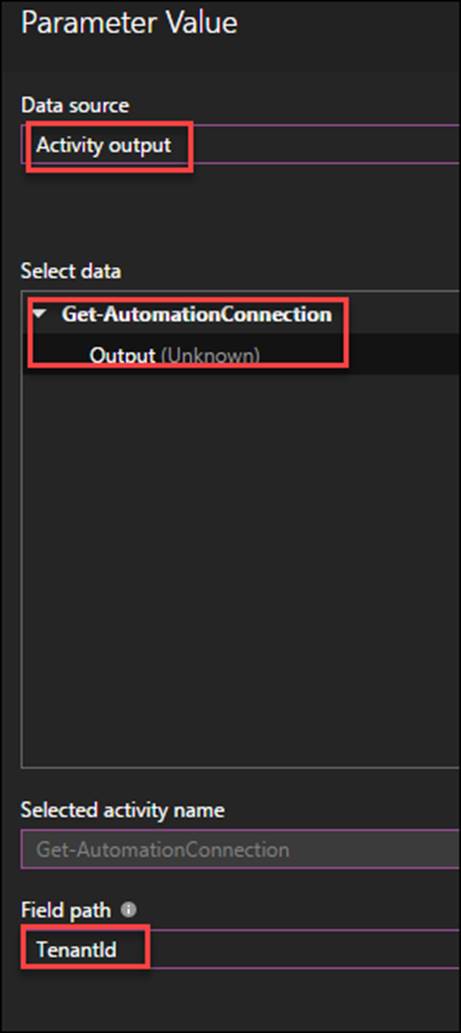 Parameter Value
Data source
Activity output
Select data
Get-AutomationConnection
Output (Unknown)
Selected activity name
Get-AutomationConnection
Field path
TenantId